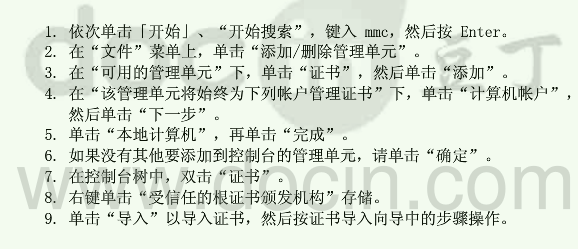 1. 依次单击「开始」、“开始搜索”，键入 mmc，然后按 Enter。
2. 在“文件”菜单上，单击“添加/删除管理单元”。
3. 在“可用的管理单元”下，单击“证书”，然后单击“添加”。
4. 在“该管理单元将始终为下列帐户管理证书”下，单击“计算机帐户”，
然后单击“下一步”。
5. 单击“本地计算机”，再单击“完成”。
6. 如果没有其他要添加到控制台的管理单元，请单击“确定”。
7. 在控制台树中，双击“证书”。
8. 右键单击“受信任的根证书颁发机构”存储。
9. 单击“导入”以导入证书，然后按证书导入向导中的步骤操作。
豆丁
www.docin.com